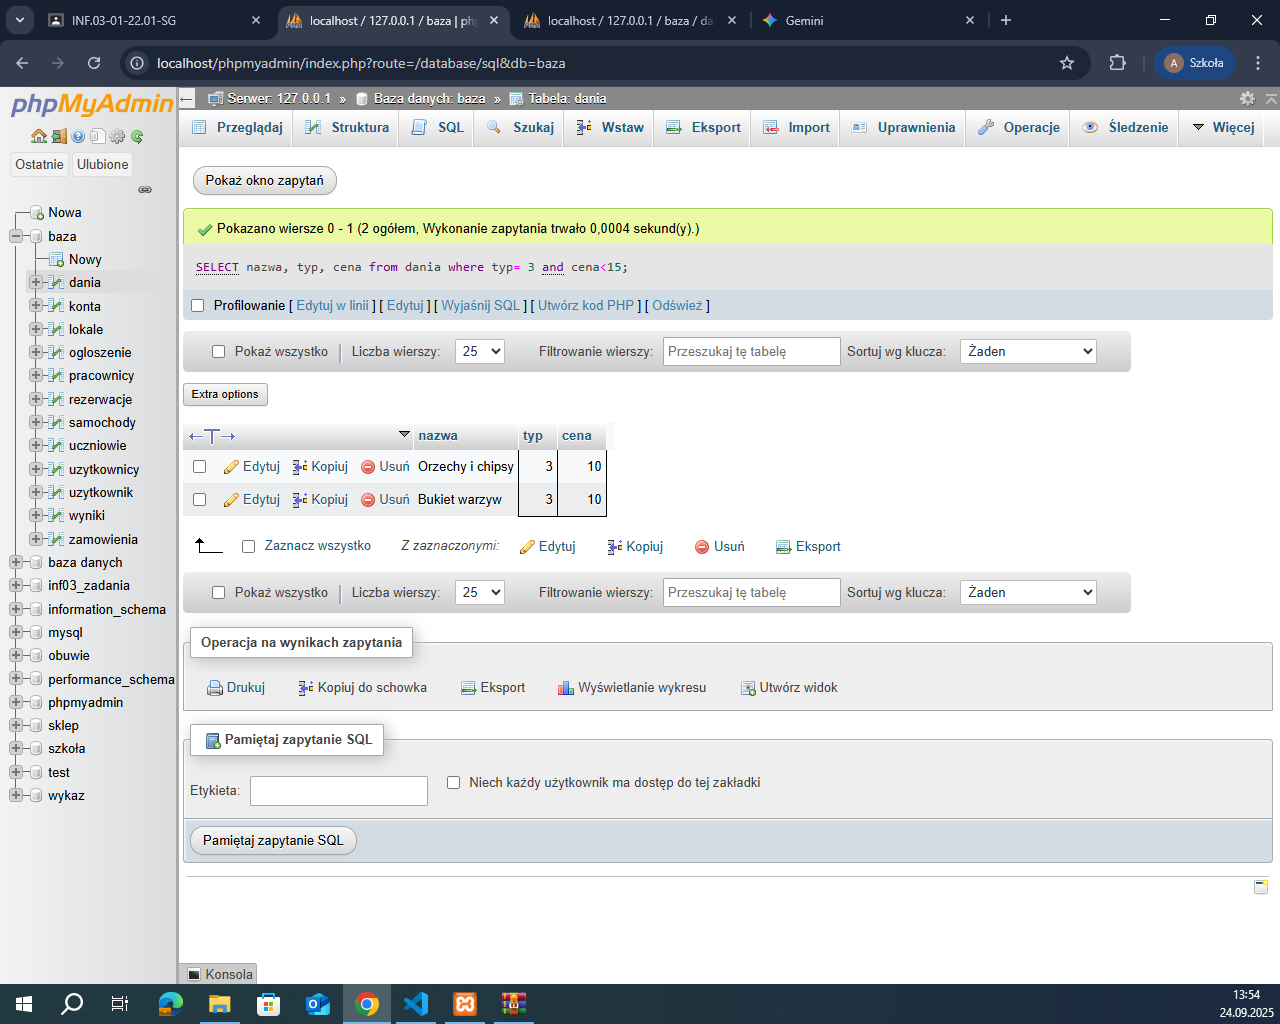 INF.03-01-22.01-SG
localhost / 127.0.0.1 / baza | ph
localhost / 127.0.0.1 / baza / da
Gemini
localhost/phpmyadmin/index.php?route=/database/sql&db=baza
A Szkoła
phpMyAdmin
Ostatnie Ulubione
Nowa
baza
Nowy
dania
konta
lokale
ogloszenie
pracownicy
rezerwacje
samochody
uczniowie
uzytkownicy
uzytkownik
wyniki
zamowienia
baza danych
inf03_zadania
information_schema
mysql
obuwie
performance_schema
phpmyadmin
sklep
szkoła
test
wykaz
Serwer: 127.0.0.1 » Baza danych: baza » Tabela: dania
Przeglądaj Struktura SQL Szukaj Wstaw Eksport Import Uprawnienia Operacje Śledzenie Więcej
Pokaż okno zapytań
Pokazano wiersze 0 - 1 (2 ogółem, Wykonanie zapytania trwało 0,0004 sekund(y).)
SELECT nazwa, typ, cena from dania where typ= 3 and cena<15;
Profilowanie [ Edytuj w linii ] [ Edytuj ] [ Wyjaśnij SQL ] [ Utwórz kod PHP ] [ Odśwież ]
Pokaż wszystko | Liczba wierszy: 25 Filtrowanie wierszy: Przeszukaj tę tabelę Sortuj wg klucza: Żaden
Extra options
←T→ nazwa typ cena
Edytuj Kopiuj Usuń Orzechy i chipsy 3 10
Edytuj Kopiuj Usuń Bukiet warzyw 3 10
Zaznacz wszystko Z zaznaczonymi: Edytuj Kopiuj Usuń Eksport
Pokaż wszystko | Liczba wierszy: 25 Filtrowanie wierszy: Przeszukaj tę tabelę Sortuj wg klucza: Żaden
Operacja na wynikach zapytania
Drukuj Kopiuj do schowka Eksport Wyświetlanie wykresu Utwórz widok
Pamiętaj zapytanie SQL
Etykieta: Niech każdy użytkownik ma dostęp do tej zakładki
Pamiętaj zapytanie SQL
Konsola
13:54
24.09.2025